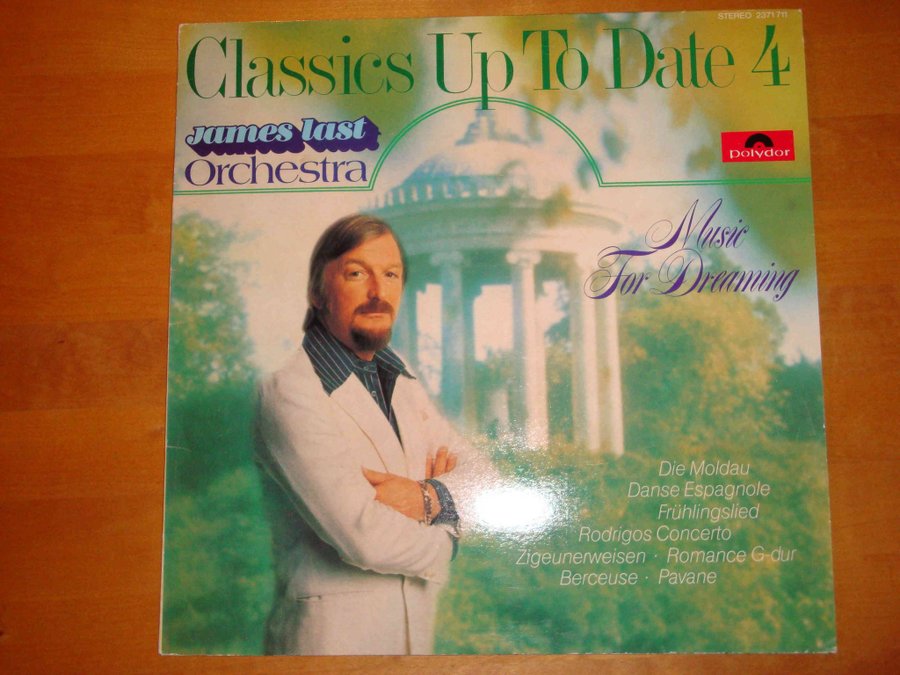 STEREO 2371 711
Classics Up To Date 4
James Last
Orchestra
polydor
Music
For Dreaming
Die Moldau
Danse Espagnole
Frühlingslied
Rodrigos Concerto
Zigeunerweisen · Romance G-dur
Berceuse · Pavane